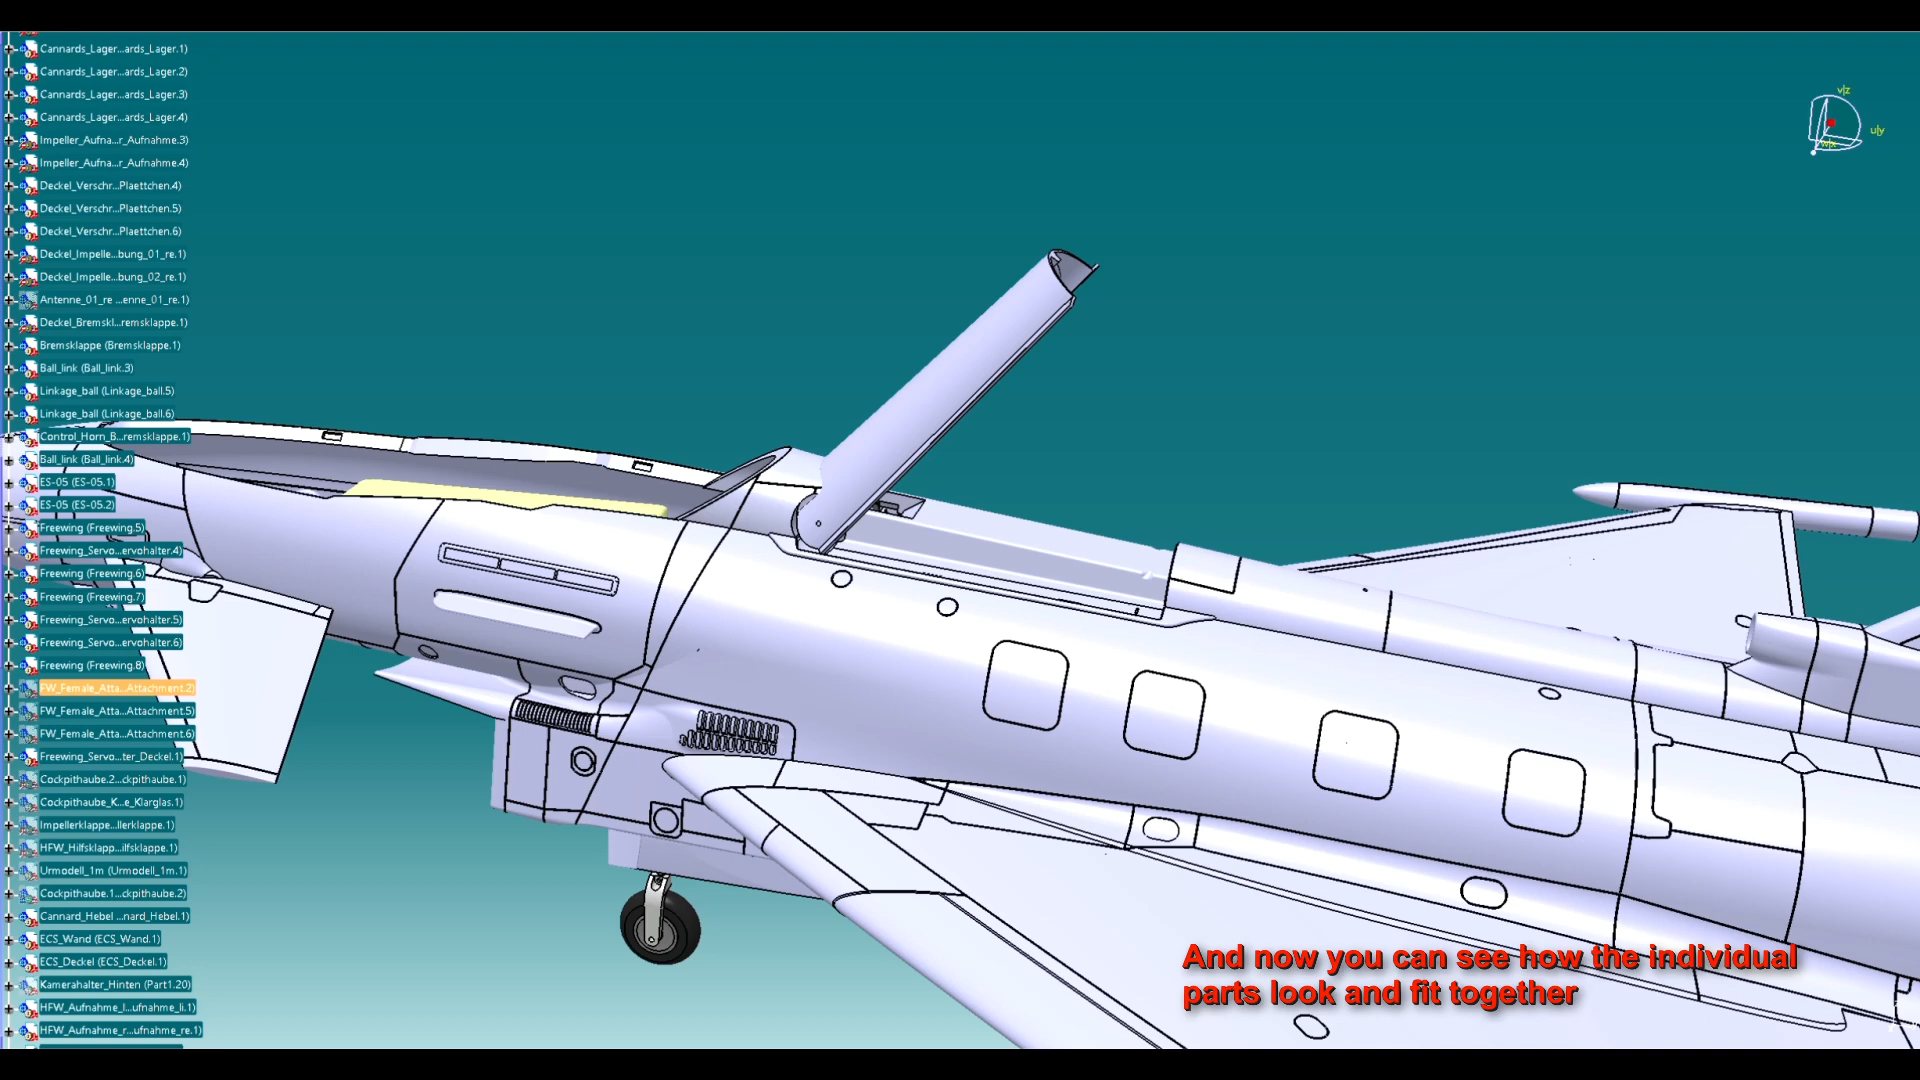 Cannards_Lager...ards_Lager.1)
Cannards_Lager...ards_Lager.2)
Cannards_Lager...ards_Lager.3)
Cannards_Lager...ards_Lager.4)
Impeller_Aufna...r_Aufnahme.3)
Impeller_Aufna...r_Aufnahme.4)
Deckel_Verschr...Plaettchen.4)
Deckel_Verschr...Plaettchen.5)
Deckel_Verschr...Plaettchen.6)
Deckel_Impelle...bung_01_re.1)
Deckel_Impelle...bung_02_re.1)
Antenne_01_re ...enne_01_re.1)
Deckel_Bremskl...remsklappe.1)
Bremsklappe (Bremsklappe.1)
Ball_link (Ball_link.3)
Linkage_ball (Linkage_ball.5)
Linkage_ball (Linkage_ball.6)
Control_Horn_B...remsklappe.1)
Ball_link (Ball_link.4)
ES-05 (ES-05.1)
ES-05 (ES-05.2)
Freewing (Freewing.5)
Freewing_Servo...ervohalter.4)
Freewing (Freewing.6)
Freewing (Freewing.7)
Freewing_Servo...ervohalter.5)
Freewing_Servo...ervohalter.6)
Freewing (Freewing.8)
FW_Female_Atta...Attachment.2)
FW_Female_Atta...Attachment.5)
FW_Female_Atta...Attachment.6)
Freewing_Servo...ter_Deckel.1)
Cockpithaube.2...ckpithaube.1)
Cockpithaube_K...e_Klarglas.1)
Impellerklappe...llerklappe.1)
HFW_Hilfsklapp...ilfsklappe.1)
Urmodell_1m (Urmodell_1m.1)
Cockpithaube.1...ckpithaube.2)
Cannard_Hebel ...nard_Hebel.1)
ECS_Wand (ECS_Wand.1)
ECS_Deckel (ECS_Deckel.1)
Kamerahalter_Hinten (Part1.20)
HFW_Aufnahme_l...ufnahme_li.1)
HFW_Aufnahme_r...ufnahme_re.1)
v|z
u|y
w|x
And now you can see how the individual
parts look and fit together